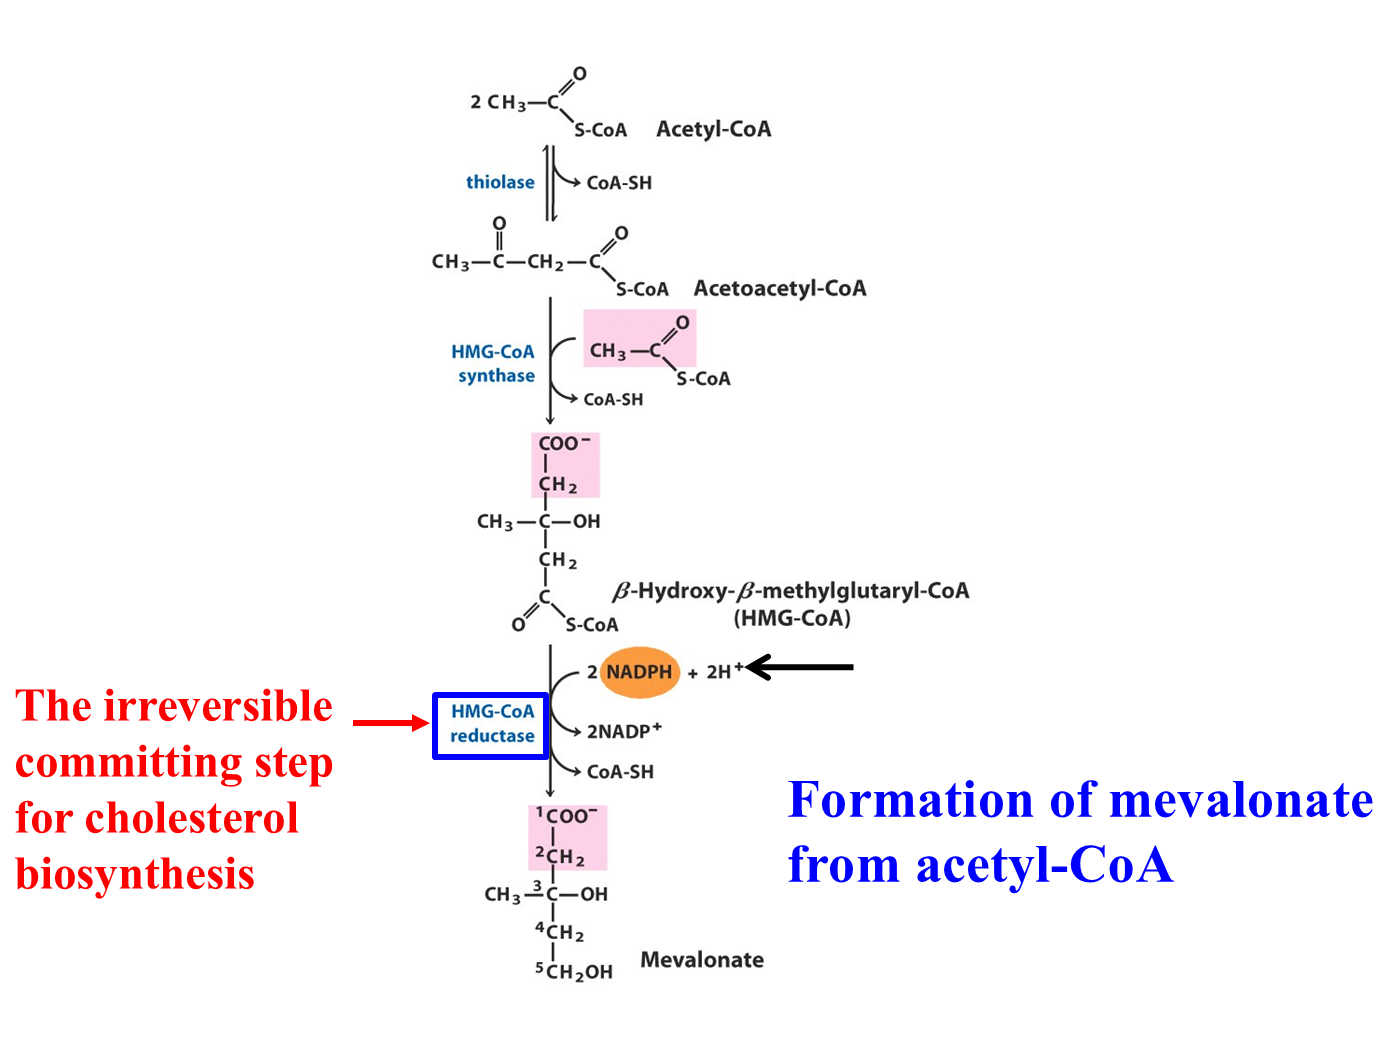 O
2 CH₃—C
S-CoA Acetyl-CoA
thiolase CoA-SH
O O
CH₃—C—CH₂—C
S-CoA Acetoacetyl-CoA
O
HMG-CoA CH₃—C
synthase S-CoA
CoA-SH
COO⁻
CH₂
CH₃—C—OH
CH₂
C
O S-CoA
β-Hydroxy-β-methylglutaryl-CoA
(HMG-CoA)
2 NADPH + 2H⁺
HMG-CoA
reductase 2NADP⁺
CoA-SH
The irreversible
committing step
for cholesterol
biosynthesis
Formation of mevalonate
from acetyl-CoA
¹COO⁻
²CH₂
CH₃—³C—OH
⁴CH₂
⁵CH₂OH Mevalonate